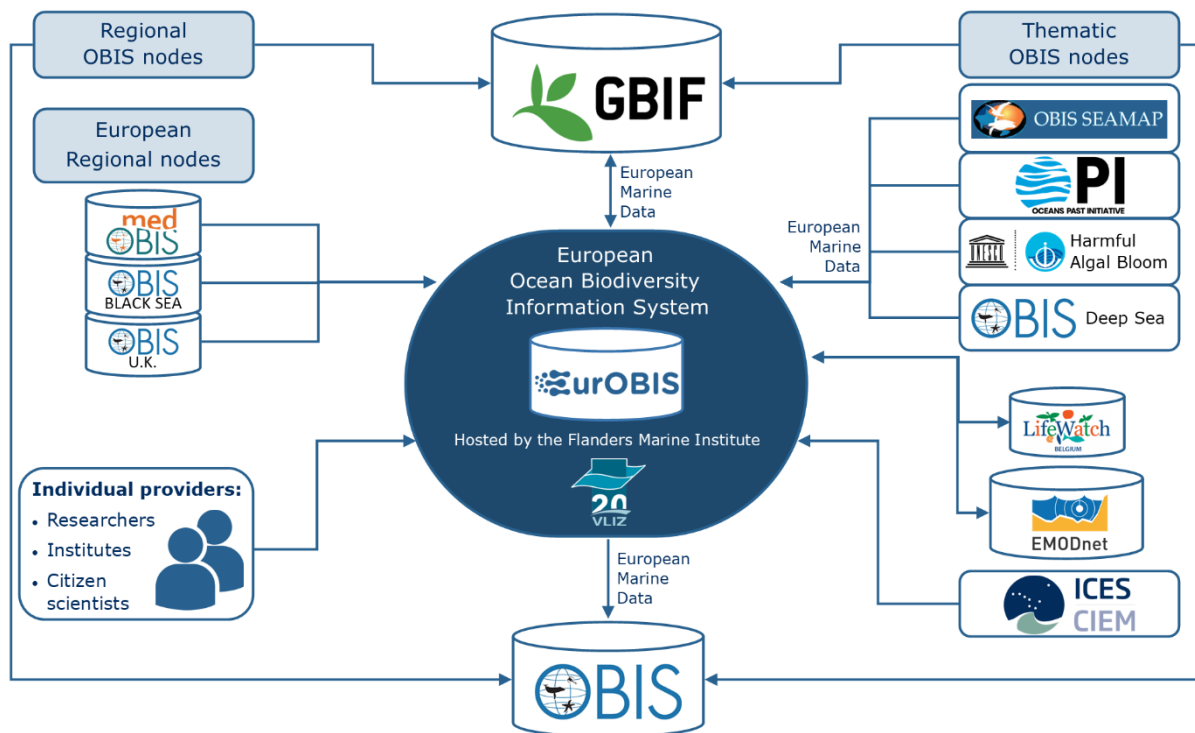 Regional
OBIS nodes
GBIF
Thematic
OBIS nodes
European
Regional nodes
med
OBIS
OBIS
BLACK SEA
OBIS
U.K.
European
Marine
Data
OBIS SEAMAP
PI
OCEANS PAST INITIATIVE
Harmful
Algal Bloom
OBIS Deep Sea
European
Marine
Data
European
Ocean Biodiversity
Information System
EurOBIS
Hosted by the Flanders Marine Institute
20
VLIZ
LifeWatch
BELGIUM
EMODnet
ICES
CIEM
Individual providers:
• Researchers
• Institutes
• Citizen
scientists
European
Marine
Data
OBIS